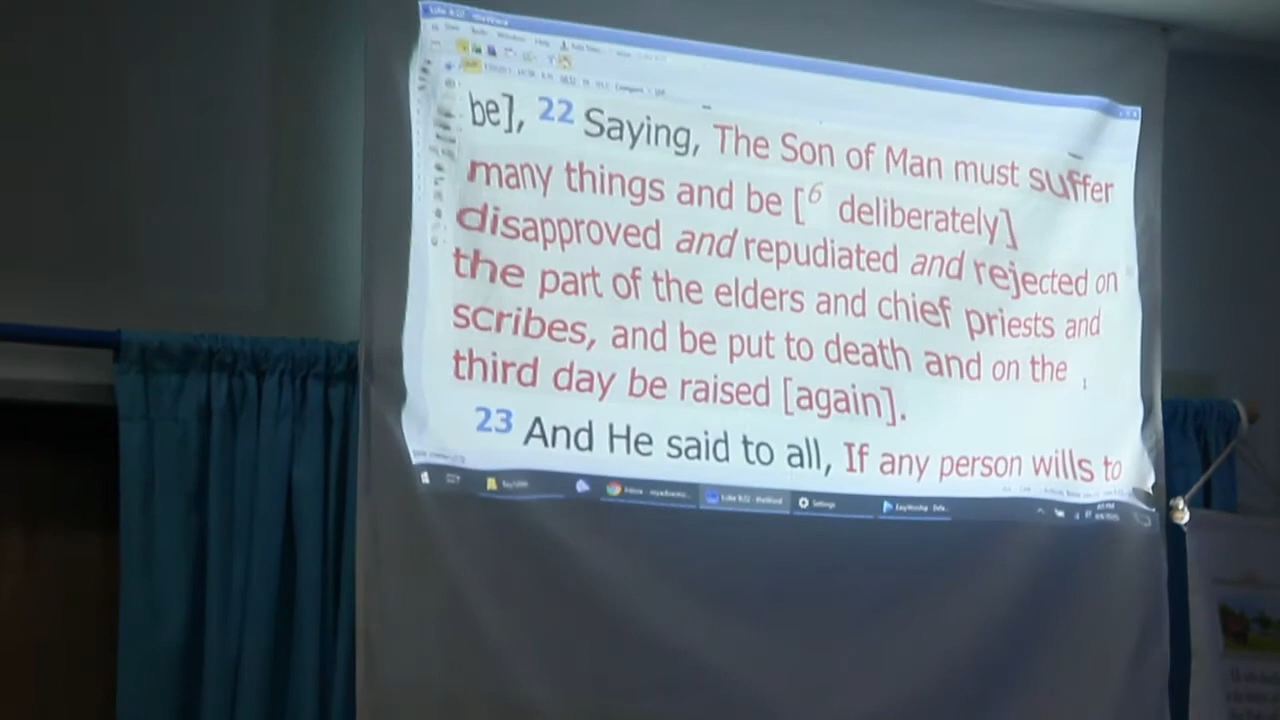 be], 22 Saying, The Son of Man must suffer
many things and be [6 deliberately]
disapproved and repudiated and rejected on
the part of the elders and chief priests and
scribes, and be put to death and on the
third day be raised [again].
23 And He said to all, If any person wills to
Settings